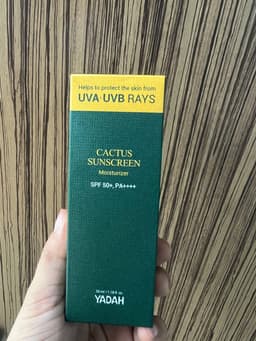 Helps to protect the skin from
UVA·UVB RAYS
CACTUS
SUNSCREEN
Moisturizer
SPF 50+, PA++++
YADAH